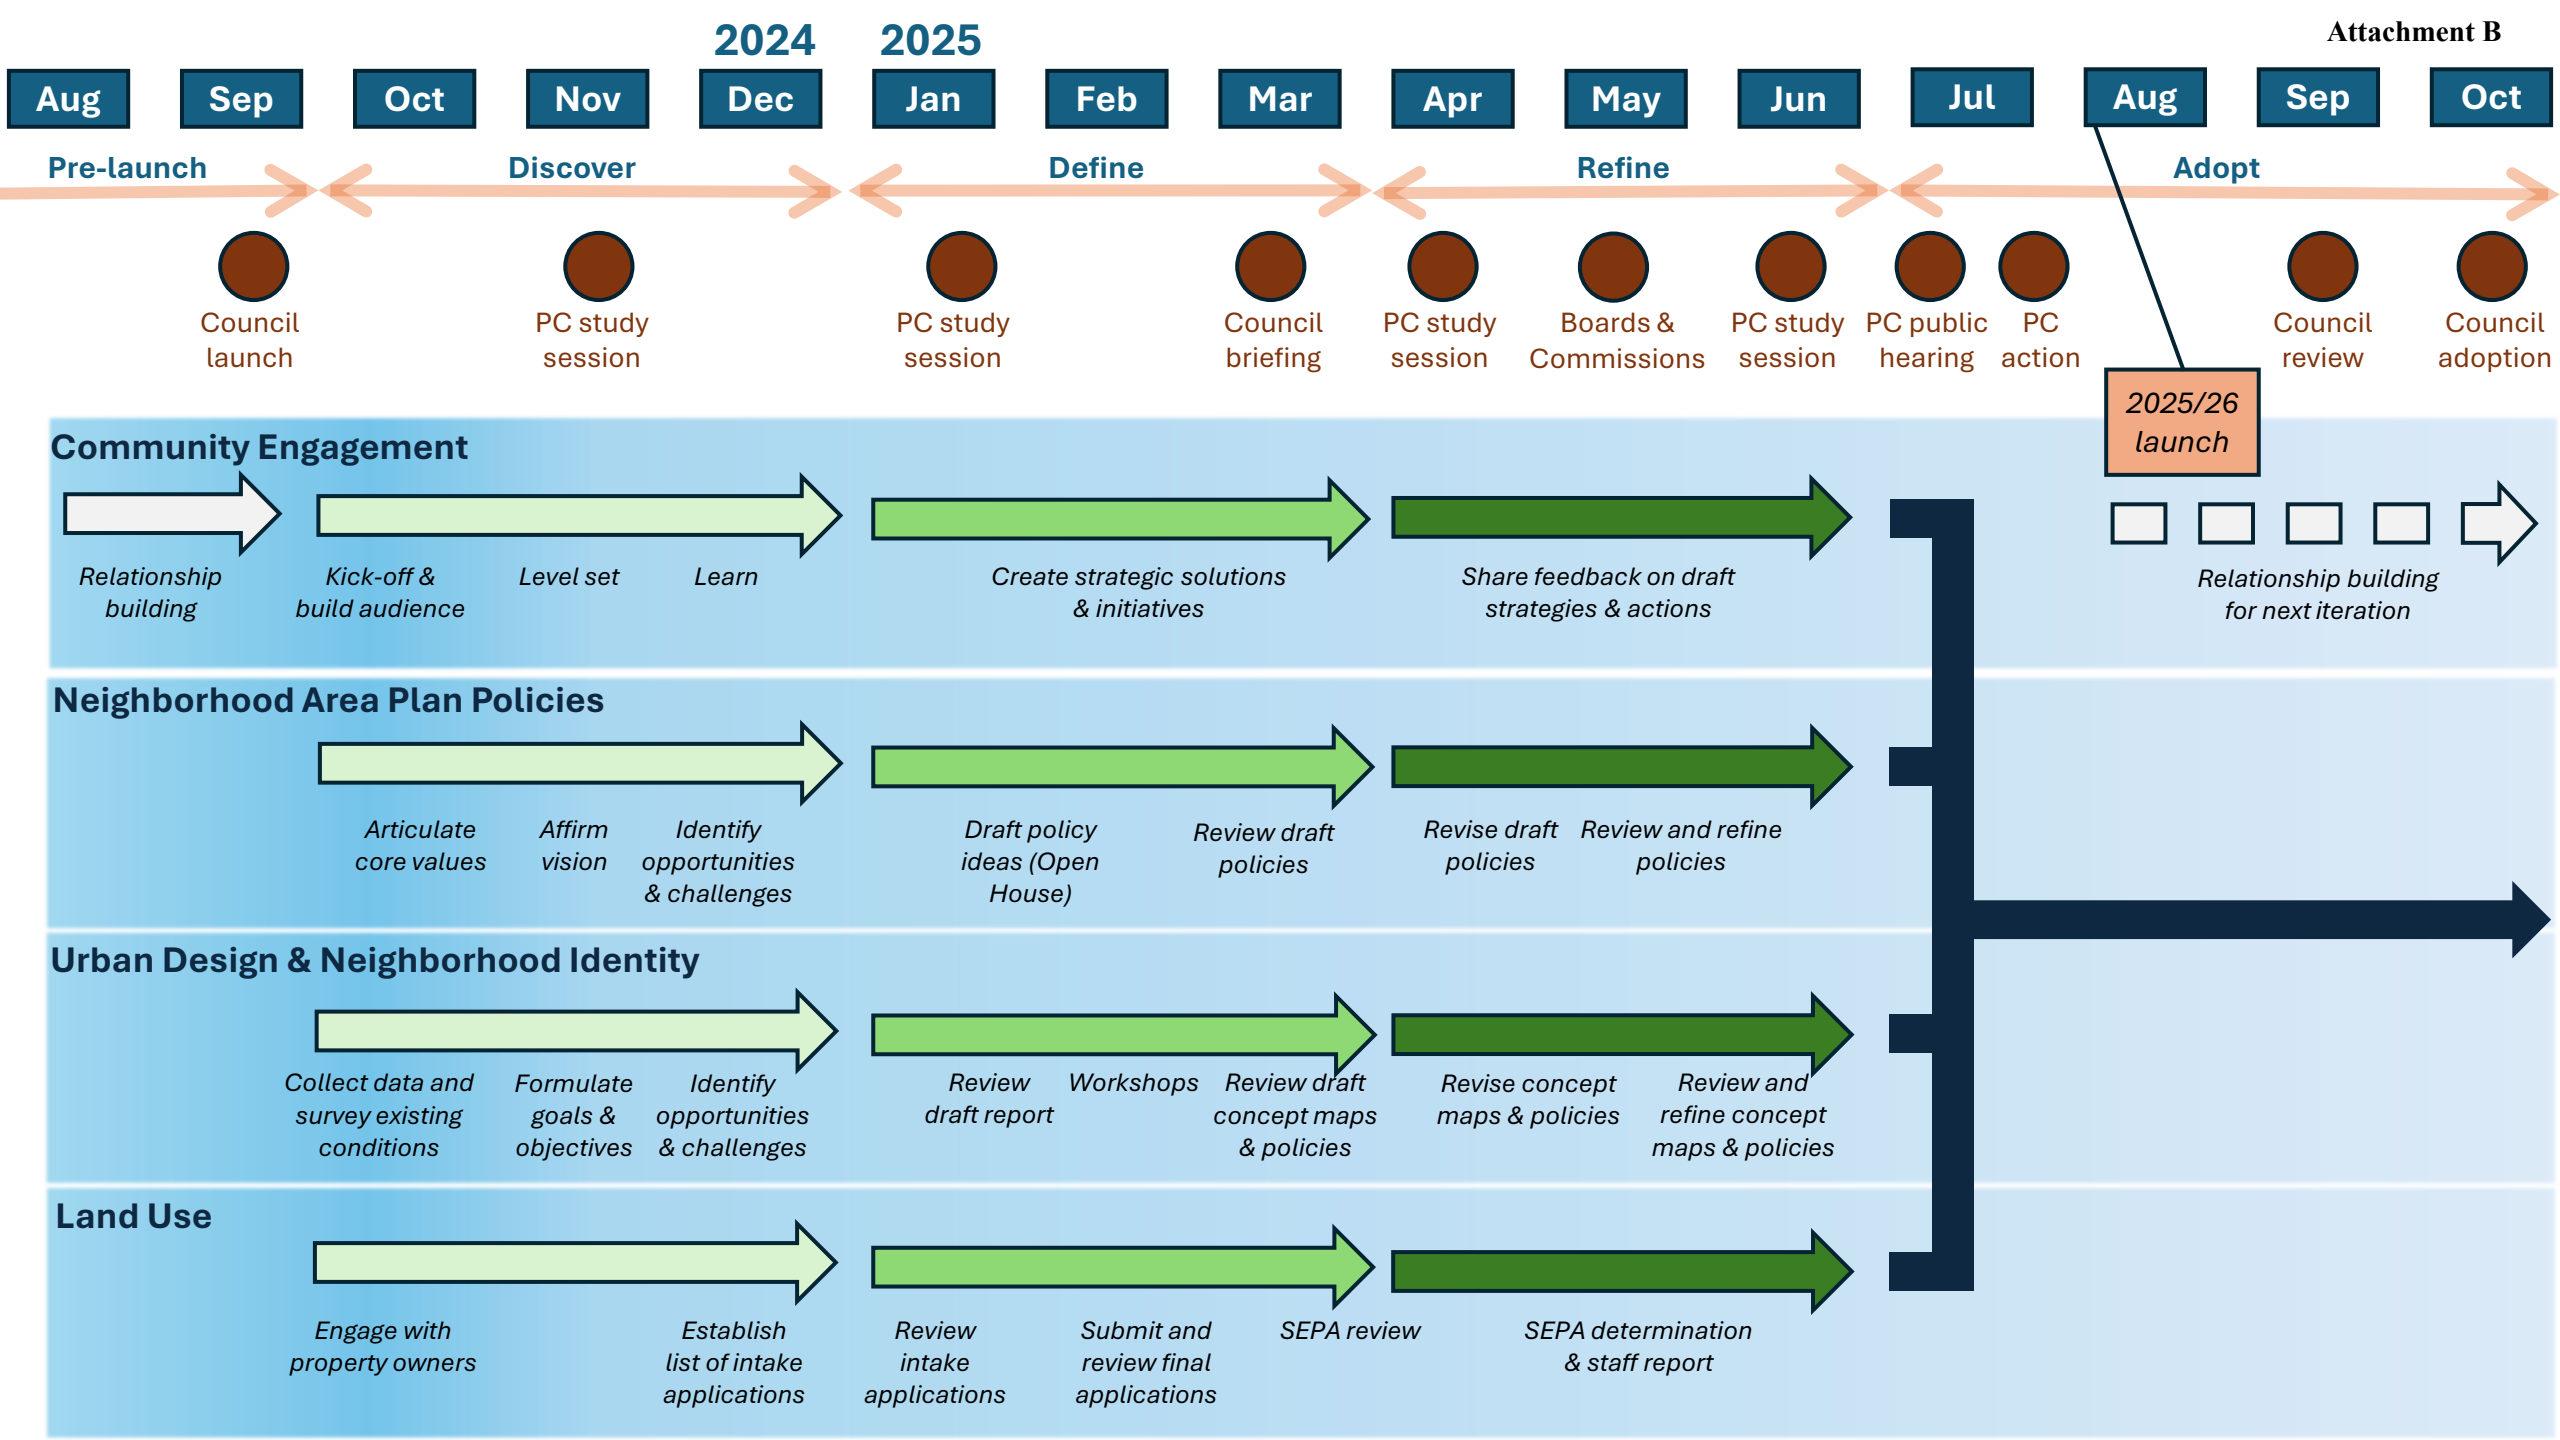 2024
2025
Attachment B
Aug
Sep
Oct
Nov
Dec
Jan
Feb
Mar
Apr
May
Jun
Jul
Aug
Sep
Oct
Pre-launch
Discover
Define
Refine
Adopt
Council
launch
PC study
session
PC study
session
Council
briefing
PC study
session
Boards &
Commissions
PC study
session
PC public
hearing
PC
action
Council
review
Council
adoption
2025/26
launch
Community Engagement
Relationship
building
Kick-off &
build audience
Level set
Learn
Create strategic solutions
& initiatives
Share feedback on draft
strategies & actions
Relationship building
for next iteration
Neighborhood Area Plan Policies
Articulate
core values
Affirm
vision
Identify
opportunities
& challenges
Draft policy
ideas (Open
House)
Review draft
policies
Revise draft
policies
Review and refine
policies
Urban Design & Neighborhood Identity
Collect data and
survey existing
conditions
Formulate
goals &
objectives
Identify
opportunities
& challenges
Review
draft report
Workshops
Review draft
concept maps
& policies
Revise concept
maps & policies
Review and
refine concept
maps & policies
Land Use
Engage with
property owners
Establish
list of intake
applications
Review
intake
applications
Submit and
review final
applications
SEPA review
SEPA determination
& staff report